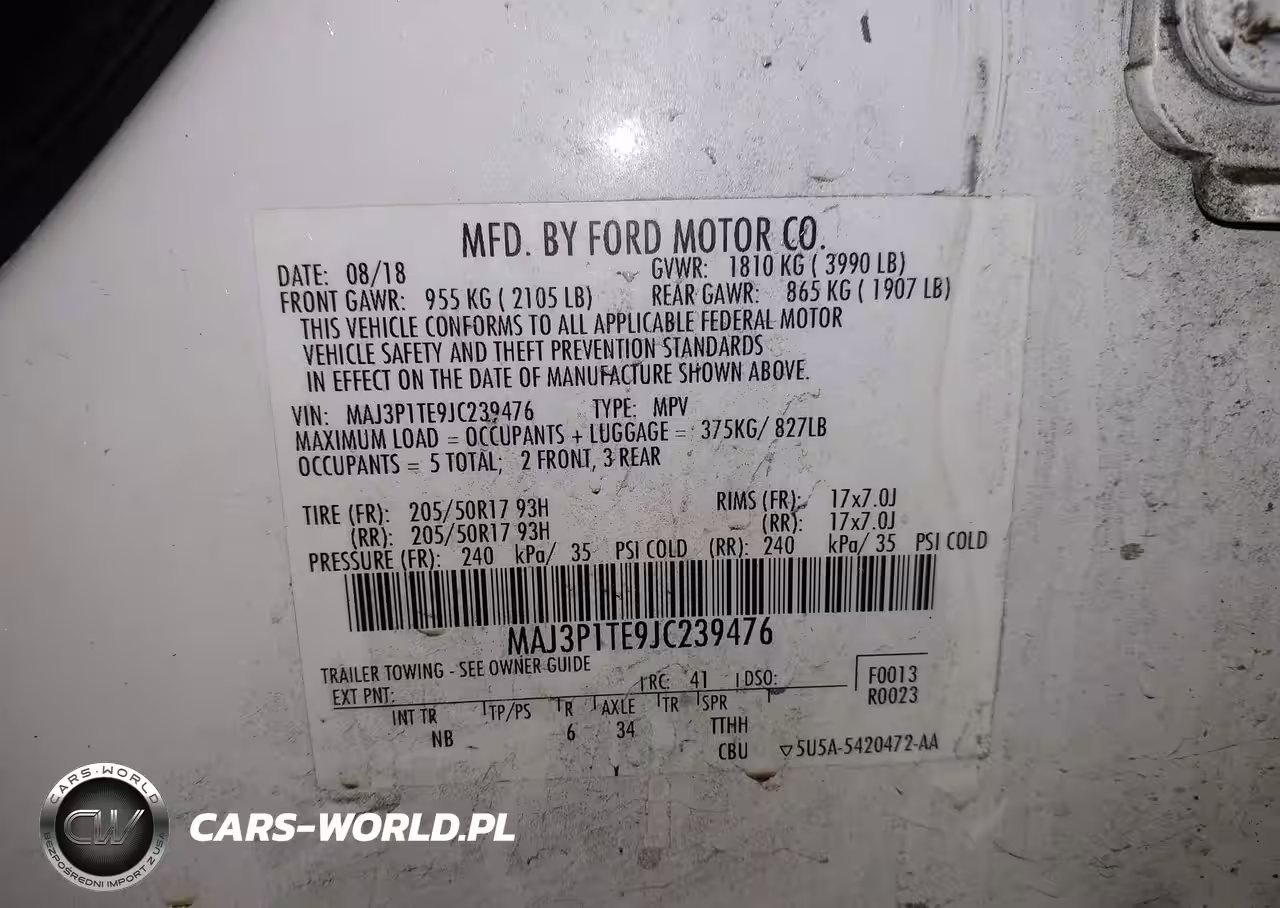 MFD. BY FORD MOTOR CO.
DATE: 08/18 GVWR: 1810 KG ( 3990 LB)
FRONT GAWR: 955 KG ( 2105 LB) REAR GAWR: 865 KG ( 1907 LB)
THIS VEHICLE CONFORMS TO ALL APPLICABLE FEDERAL MOTOR
VEHICLE SAFETY AND THEFT PREVENTION STANDARDS
IN EFFECT ON THE DATE OF MANUFACTURE SHOWN ABOVE.
VIN: MAJ3P1TE9JC239476 TYPE: MPV
MAXIMUM LOAD = OCCUPANTS + LUGGAGE = 375KG/ 827LB
OCCUPANTS = 5 TOTAL; 2 FRONT, 3 REAR
TIRE (FR): 205/50R17 93H RIMS (FR): 17x7.0J
(RR): 205/50R17 93H (RR): 17x7.0J
PRESSURE (FR): 240 kPa/ 35 PSI COLD (RR): 240 kPa/ 35 PSI COLD
MAJ3P1TE9JC239476
TRAILER TOWING - SEE OWNER GUIDE
EXT PNT: RC: 41 DSO: F0013
R0023
INT TR TP/PS R AXLE TR SPR
NB 6 34 TTHH
CBU ▽5U5A-5420472-AA
CARS-WORLD
CW
BEZPOŚREDNI IMPORT Z USA
CARS-WORLD.PL